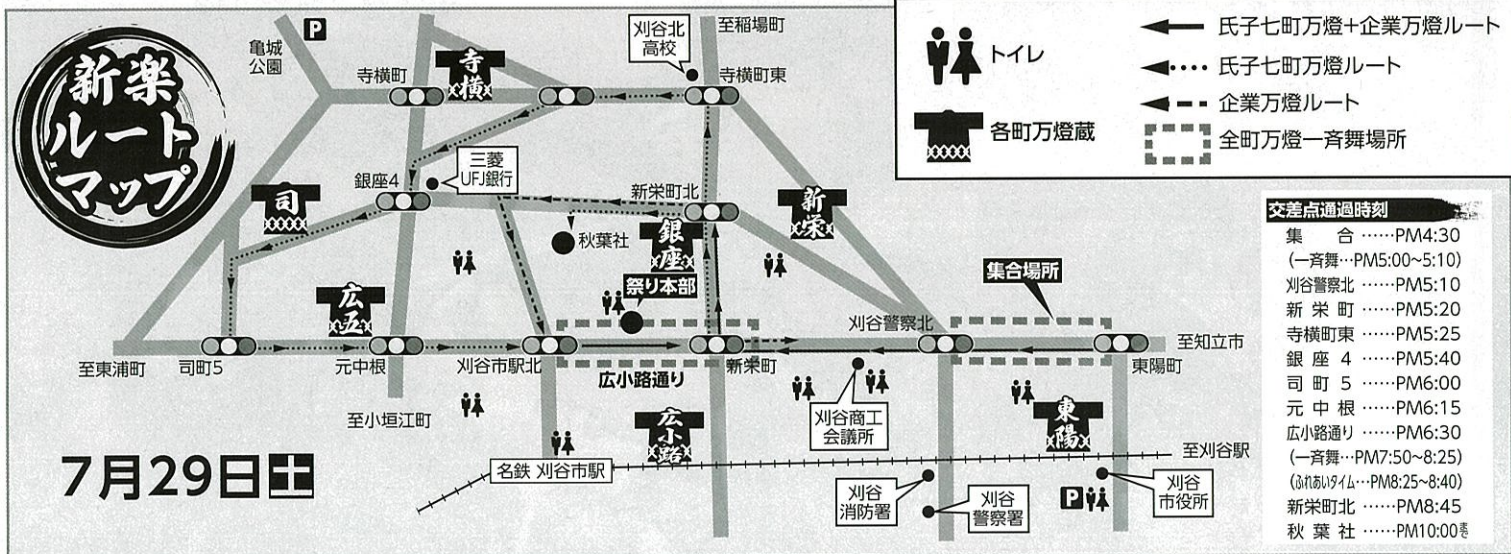 新楽
ルート
マップ
7月29日土
トイレ
各町万燈蔵
氏子七町万燈+企業万燈ルート
氏子七町万燈ルート
企業万燈ルート
全町万燈一斉舞場所
亀城
公園
P
寺横町
寺横
刈谷北
高校
至稲場町
寺横町東
銀座4
三菱
UFJ銀行
新栄町北
新栄
司
秋葉社
銀座
祭り本部
広五
集合場所
刈谷警察北
至知立市
至東浦町
司町5
元中根
刈谷市駅北
広小路通り
新栄町
東陽町
至小垣江町
広小路
刈谷商工
会議所
東陽
名鉄 刈谷市駅
至刈谷駅
刈谷
消防署
刈谷
警察署
P
刈谷
市役所
交差点通過時刻
集合……PM4:30
(一斉舞…PM5:00~5:10)
刈谷警察北……PM5:10
新栄町……PM5:20
寺横町東……PM5:25
銀座4……PM5:40
司町5……PM6:00
元中根……PM6:15
広小路通り……PM6:30
(一斉舞…PM7:50~8:25)
(ふれあいタイム…PM8:25~8:40)
新栄町北……PM8:45
秋葉社……PM10:00